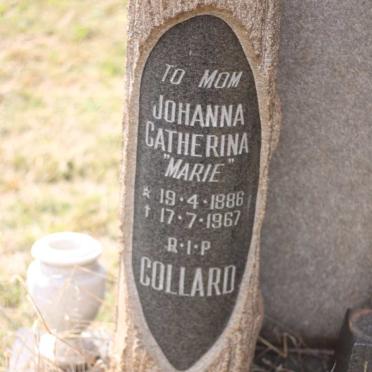 TO MOM
JOHANNA
CATHERINA
"MARIE"
* 19·4·1886
† 17·7·1967
R·I·P
COLLARD